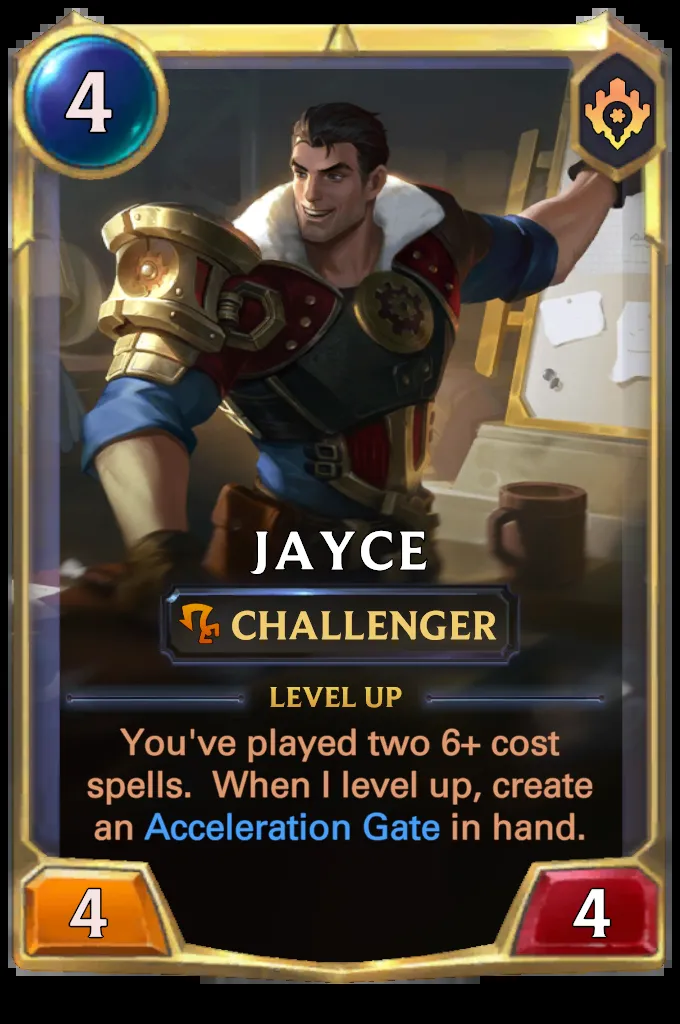 4
JAYCE
CHALLENGER
LEVEL UP
You've played two 6+ cost
spells. When I level up, create
an Acceleration Gate in hand.
4
4